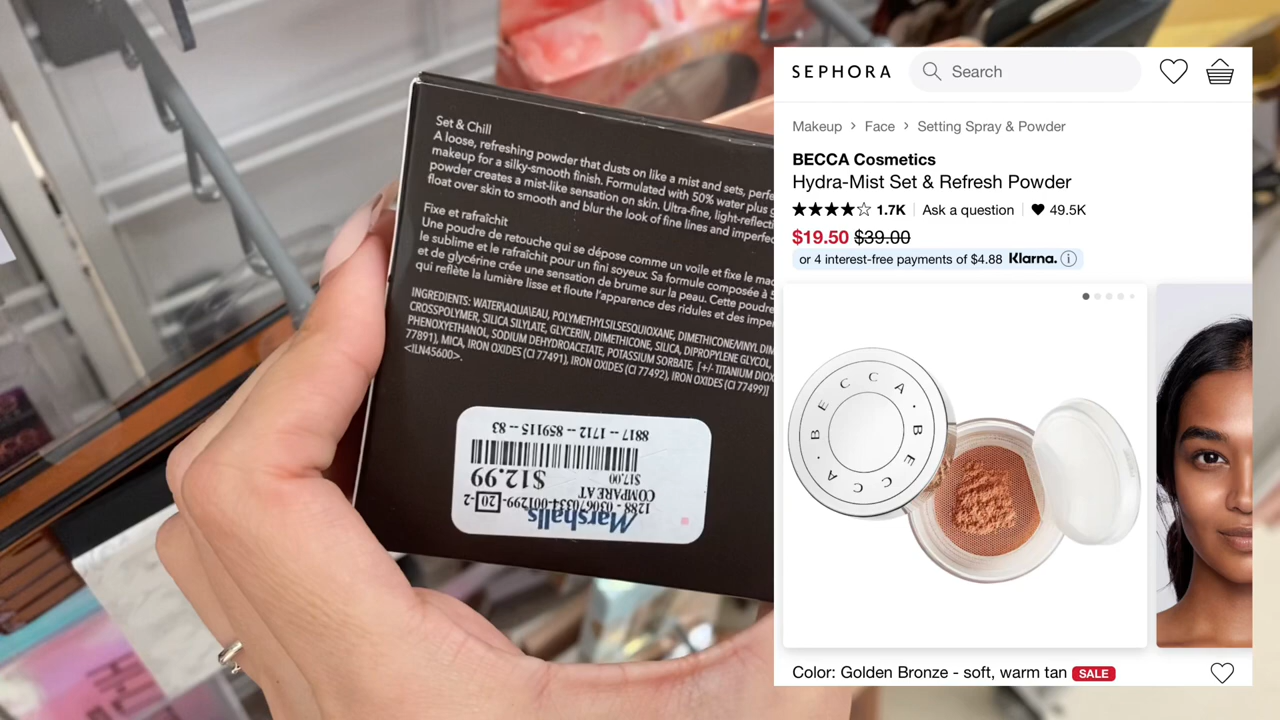 Set & Chill
A loose, refreshing powder that dusts on like a mist and sets,
makeup for a silky-smooth finish. Formulated with 50% water plus
powder creates a mist-like sensation on skin. Ultra-fine,
float over skin to smooth and blur the look of fine lines and
Fixe et rafraîchit
Une poudre de retouche qui se dépose comme un voile et fixe le
le sublime et le rafraîchit pour un fini soyeux. Sa formule composée à
et de glycérine crée une sensation de brume sur la peau. Cette
qui reflète la lumière lisse et floute l'apparence des ridules et des
INGREDIENTS: WATER\AQUA\EAU, POLYMETHYLSILSESQUIOXANE, DIMETHICONE/VINYL
CROSSPOLYMER, SILICA SILYLATE, GLYCERIN, DIMETHICONE, SILICA, DIPROPYLENE GLYCOL,
PHENOXYETHANOL, SODIUM DEHYDROACETATE, POTASSIUM SORBATE, [+/- TITANIUM
77891), MICA, IRON OXIDES (CI 77491), IRON OXIDES (CI 77492), IRON OXIDES (CI 77499)]
<ILN45600>.
Marshalls
20 -2
COMPARE AT
$17.00
$12.99
8817 -- 1712 -- 859115 -- 83
SEPHORA
Search
Makeup > Face > Setting Spray & Powder
BECCA Cosmetics
Hydra-Mist Set & Refresh Powder
1.7K Ask a question 49.5K
$19.50 $39.00
or 4 interest-free payments of $4.88 Klarna.
BECCA · BECCA ·
Color: Golden Bronze - soft, warm tan SALE